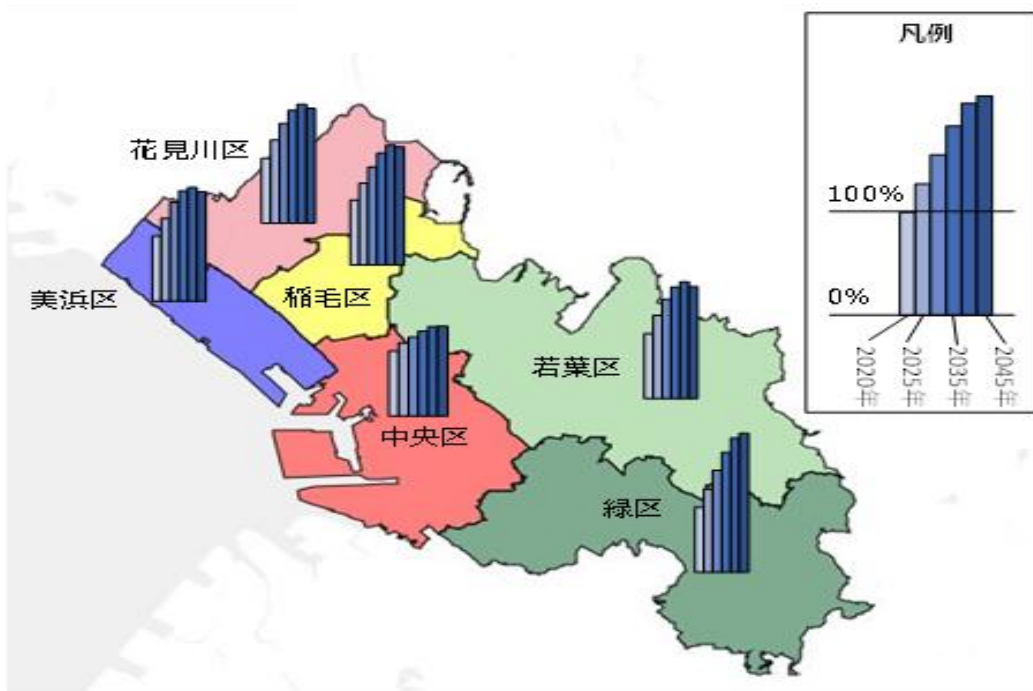 凡例
花見川区
100%
美浜区
稲毛区
0%
若葉区
2020年
2025年
2035年
2045年
中央区
緑区